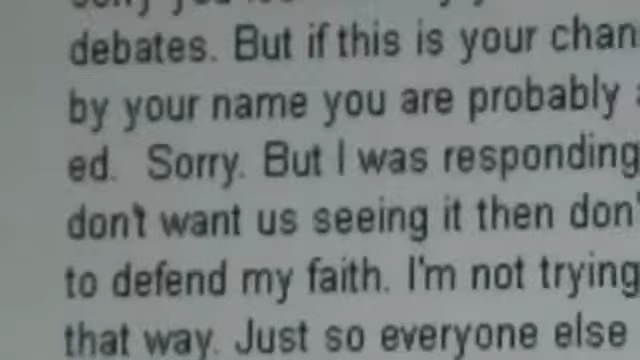 debates. But if this is your chan
by your name you are probably
ed. Sorry. But I was responding
don't want us seeing it then don'
to defend my faith. I'm not trying
that way. Just so everyone else